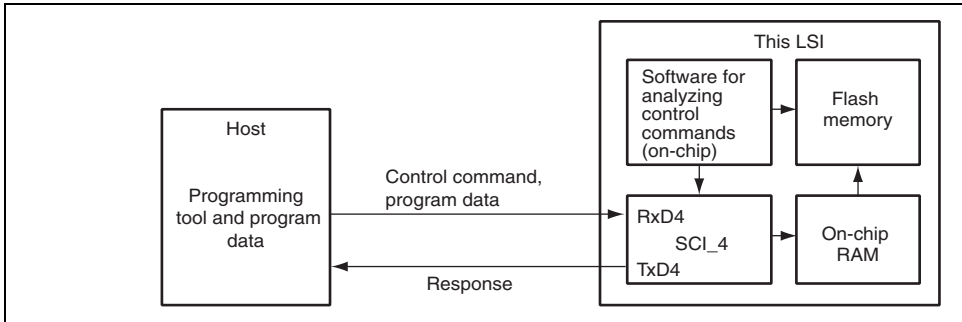 This LSI
Software for
analyzing
control
commands
(on-chip)
Flash
memory
Host
Programming
tool and program
data
Control command,
program data
RxD4
SCI_4
TxD4
On-chip
RAM
Response